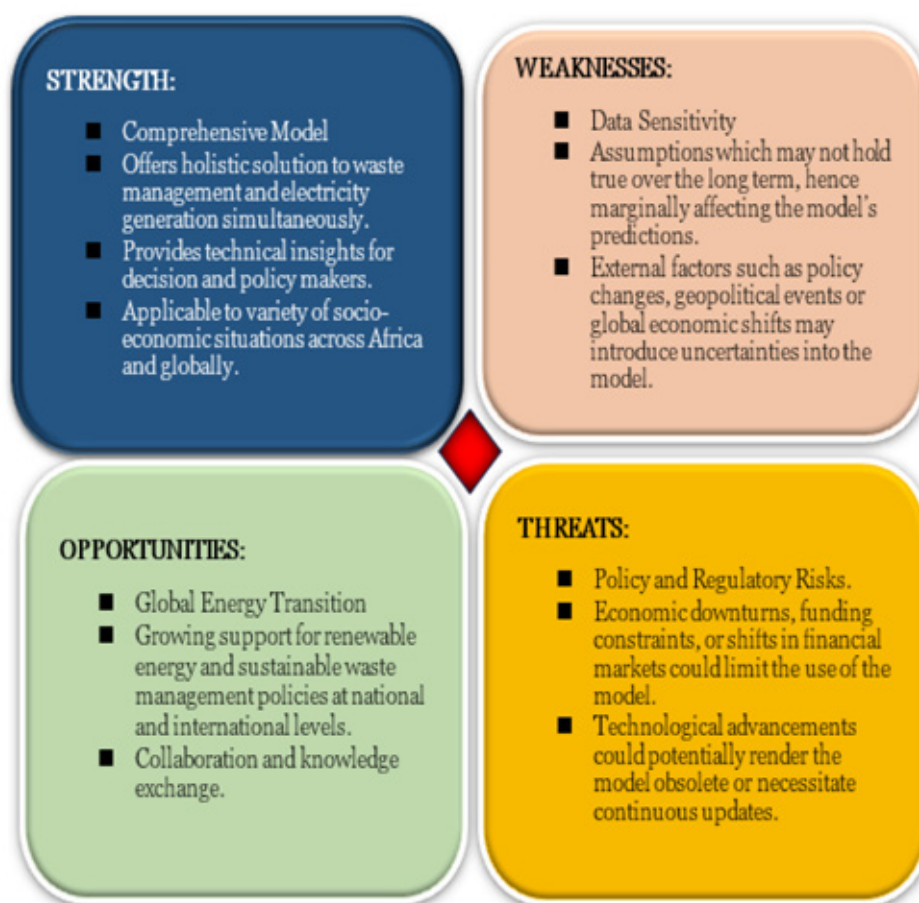 STRENGTH:
■ Comprehensive Model
■ Offers holistic solution to waste
management and electricity
generation simultaneously.
■ Provides technical insights for
decision and policy makers.
■ Applicable to variety of socio-
economic situations across Africa
and globally.
WEAKNESSES:
■ Data Sensitivity
■ Assumptions which may not hold
true over the long term, hence
marginally affecting the model's
predictions.
■ External factors such as policy
changes, geopolitical events or
global economic shifts may
introduce uncertainties into the
model.
OPPORTUNITIES:
■ Global Energy Transition
■ Growing support for renewable
energy and sustainable waste
management policies at national
and international levels.
■ Collaboration and knowledge
exchange.
THREATS:
■ Policy and Regulatory Risks.
■ Economic downturns, funding
constraints, or shifts in financial
markets could limit the use of the
model.
■ Technological advancements
could potentially render the
model obsolete or necessitate
continuous updates.